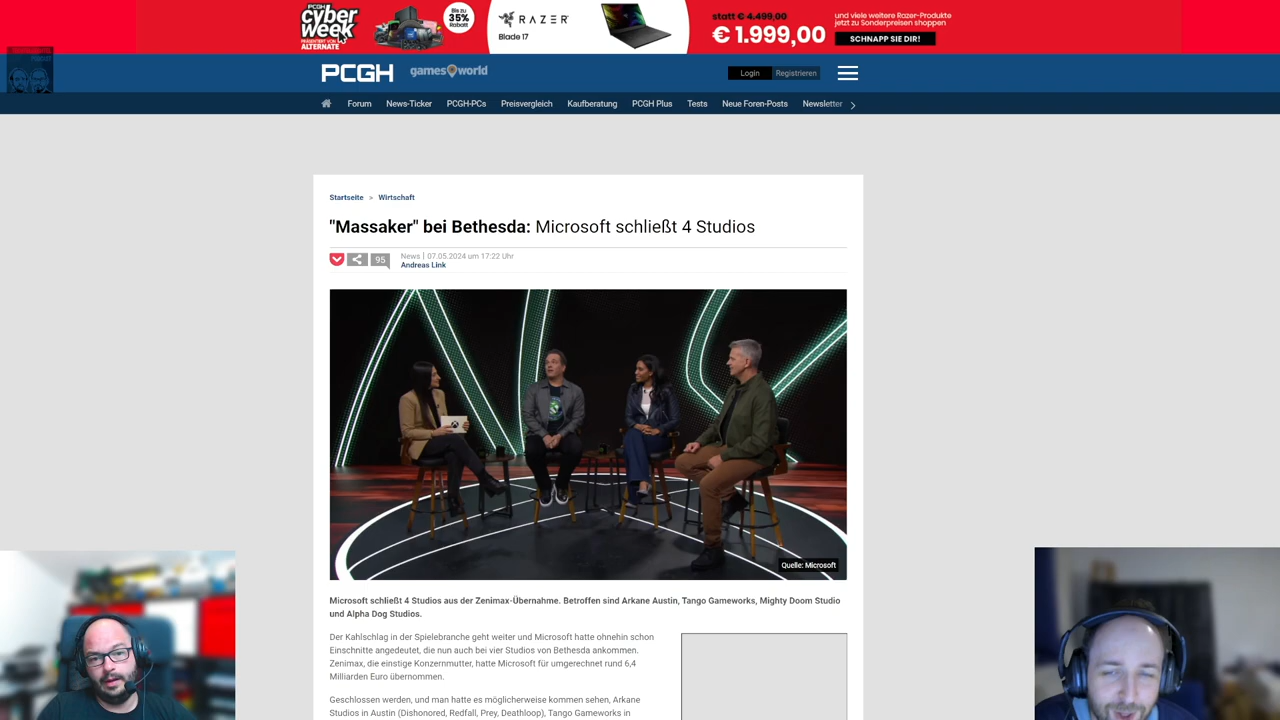 PCGH
cyber
week
PRÄSENTIERT VON
ALTERNATE
Bis zu
35%
Rabatt
RAZER
Blade 17
statt € 4.499,00
€ 1.999,00
und viele weitere Razer-Produkte
jetzt zu Sonderpreisen shoppen
SCHNAPP SIE DIR!
PCGH
games world
Login
Registrieren
Forum
News-Ticker
PCGH-PCs
Preisvergleich
Kaufberatung
PCGH Plus
Tests
Neue Foren-Posts
Newsletter
Startseite > Wirtschaft
"Massaker" bei Bethesda: Microsoft schließt 4 Studios
95
News | 07.05.2024 um 17:22 Uhr
Andreas Link
Quelle: Microsoft
Microsoft schließt 4 Studios aus der Zenimax-Übernahme. Betroffen sind Arkane Austin, Tango Gameworks, Mighty Doom Studio
und Alpha Dog Studios.
Der Kahlschlag in der Spielebranche geht weiter und Microsoft hatte ohnehin schon
Einschnitte angedeutet, die nun auch bei vier Studios von Bethesda ankommen.
Zenimax, die einstige Konzernmutter, hatte Microsoft für umgerechnet rund 6,4
Milliarden Euro übernommen.
Geschlossen werden, und man hatte es möglicherweise kommen sehen, Arkane
Studios in Austin (Dishonored, Redfall, Prey, Deathloop), Tango Gameworks in